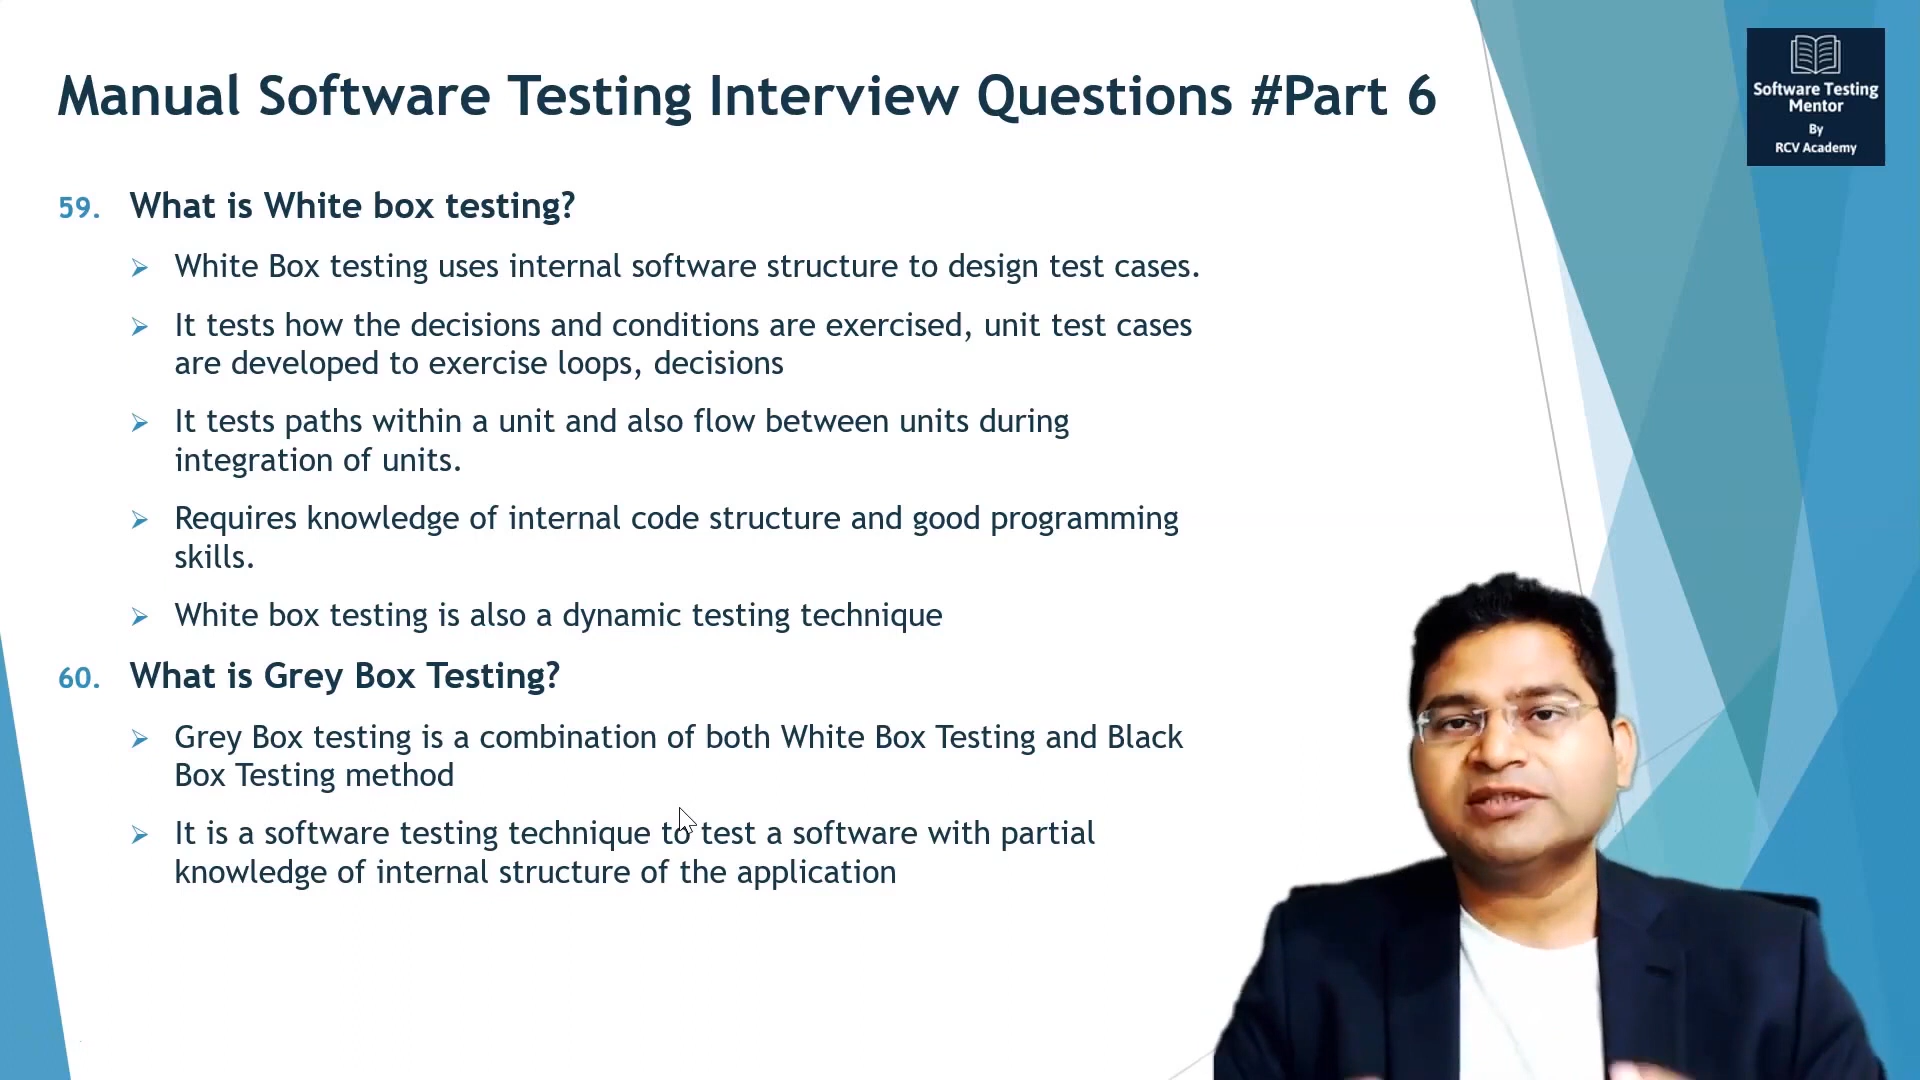 Manual Software Testing Interview Questions #Part 6
Software Testing
Mentor
By
RCV Academy
59. What is White box testing?
White Box testing uses internal software structure to design test cases.
It tests how the decisions and conditions are exercised, unit test cases
are developed to exercise loops, decisions
It tests paths within a unit and also flow between units during
integration of units.
Requires knowledge of internal code structure and good programming
skills.
White box testing is also a dynamic testing technique
60. What is Grey Box Testing?
Grey Box testing is a combination of both White Box Testing and Black
Box Testing method
It is a software testing technique to test a software with partial
knowledge of internal structure of the application